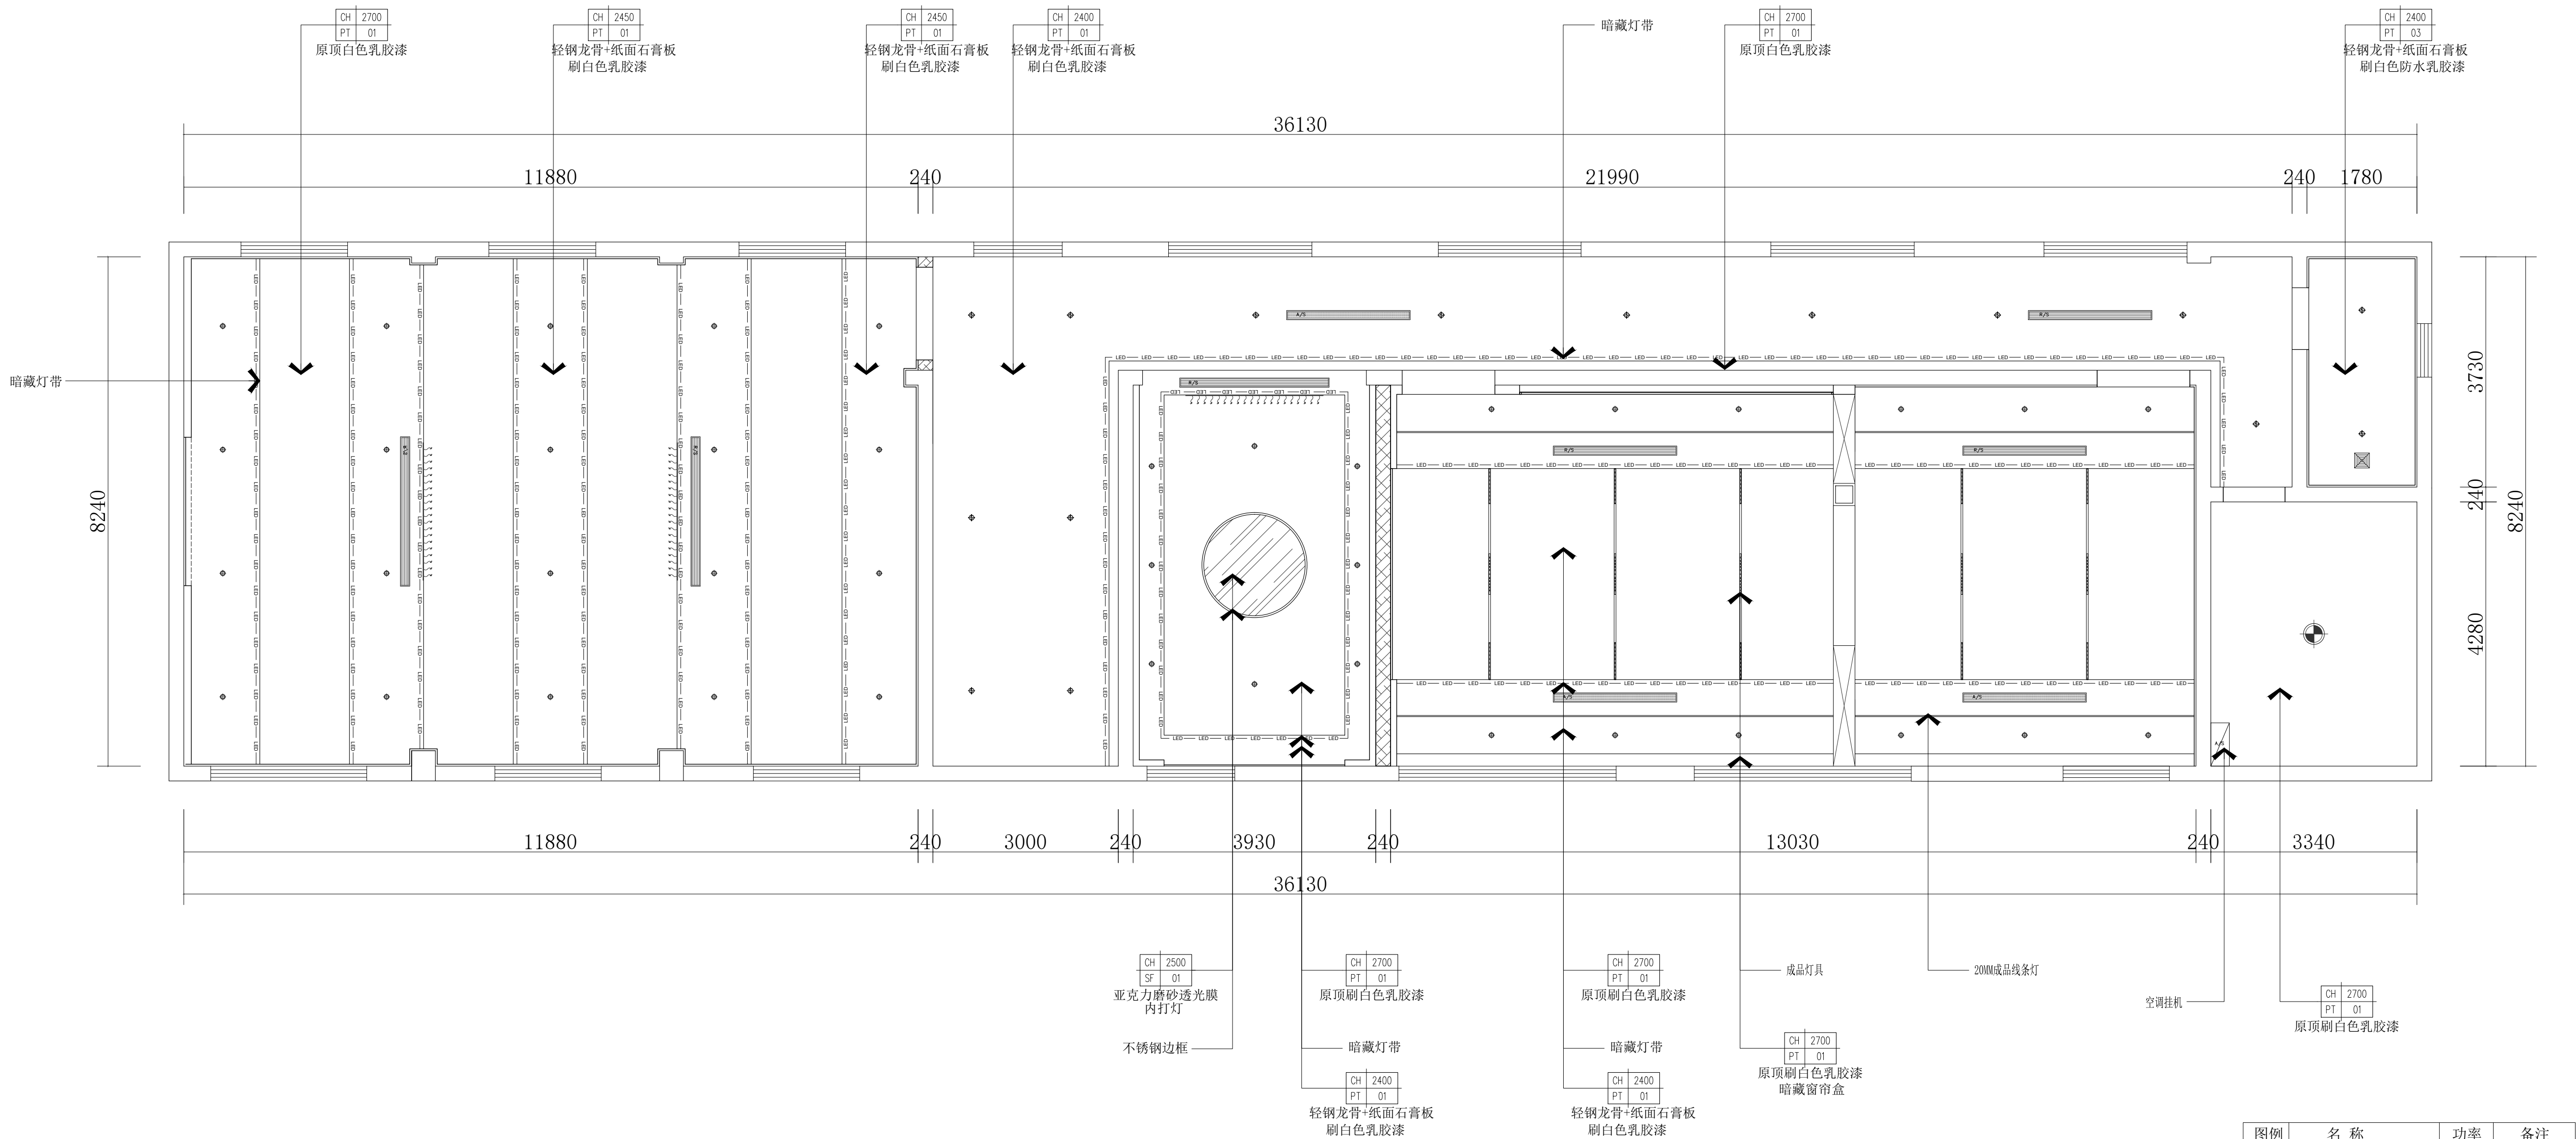 CH 2700
PT 01
原顶白色乳胶漆
CH 2450
PT 01
轻钢龙骨+纸面石膏板
刷白色乳胶漆
CH 2450
PT 01
轻钢龙骨+纸面石膏板
刷白色乳胶漆
CH 2400
PT 01
轻钢龙骨+纸面石膏板
刷白色乳胶漆
暗藏灯带
CH 2700
PT 01
原顶白色乳胶漆
CH 2400
PT 03
轻钢龙骨+纸面石膏板
刷白色防水乳胶漆
36130
11880 240 21990 240 1780
暗藏灯带
8240
3730
240
4280
8240
LED
A/S
R/S
R/S
R/S
R/S
A/S
A/S
A/S
11880 240 3000 240 3930 240 13030 240 3340
36130
CH 2500
SF 01
亚克力磨砂透光膜
内打灯
不锈钢边框
CH 2700
PT 01
原顶刷白色乳胶漆
暗藏灯带
CH 2400
PT 01
轻钢龙骨+纸面石膏板
刷白色乳胶漆
CH 2700
PT 01
原顶刷白色乳胶漆
暗藏灯带
CH 2400
PT 01
轻钢龙骨+纸面石膏板
刷白色乳胶漆
成品灯具
CH 2700
PT 01
原顶刷白色乳胶漆
暗藏窗帘盒
20MM成品线条灯
空调挂机
CH 2700
PT 01
原顶刷白色乳胶漆
图例 名 称 功率 备注